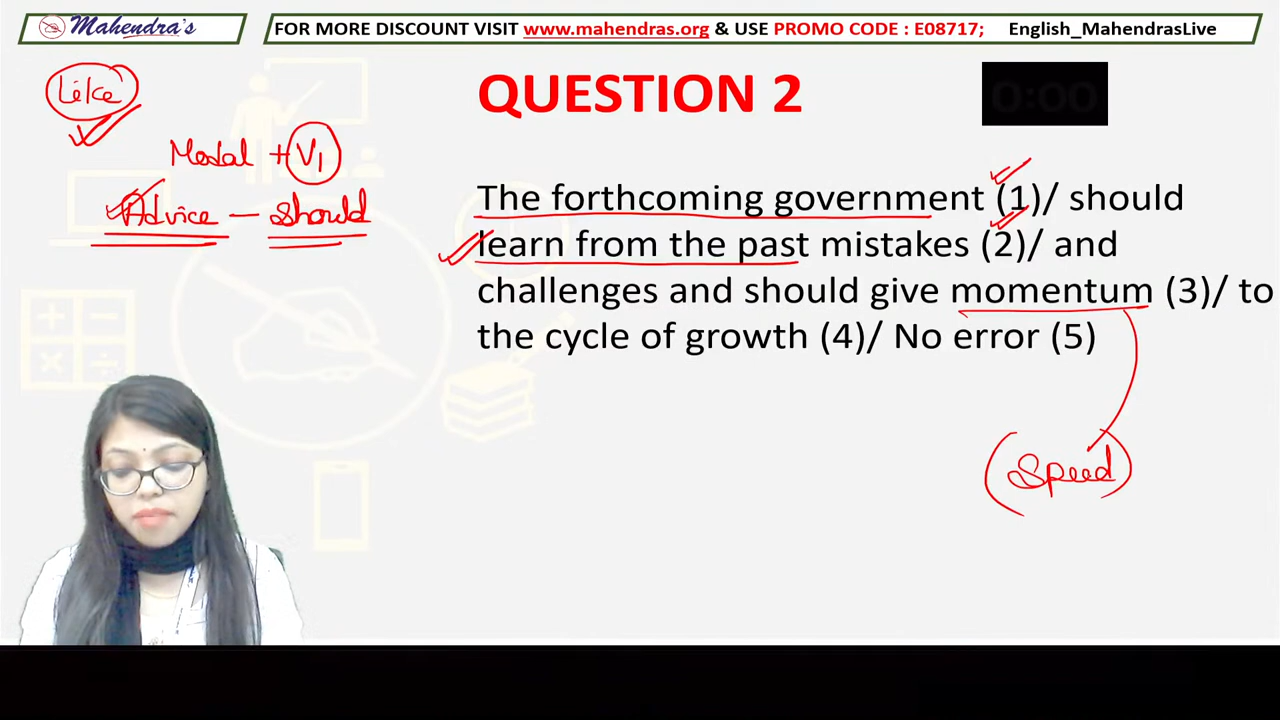 Mahendra's
FOR MORE DISCOUNT VISIT www.mahendras.org & USE PROMO CODE : E08717; English_MahendrasLive
Like
QUESTION 2
0:00
Modal + V1
Advice – should
The forthcoming government (1)/ should
learn from the past mistakes (2)/ and
challenges and should give momentum (3)/ to
the cycle of growth (4)/ No error (5)
(Speed)